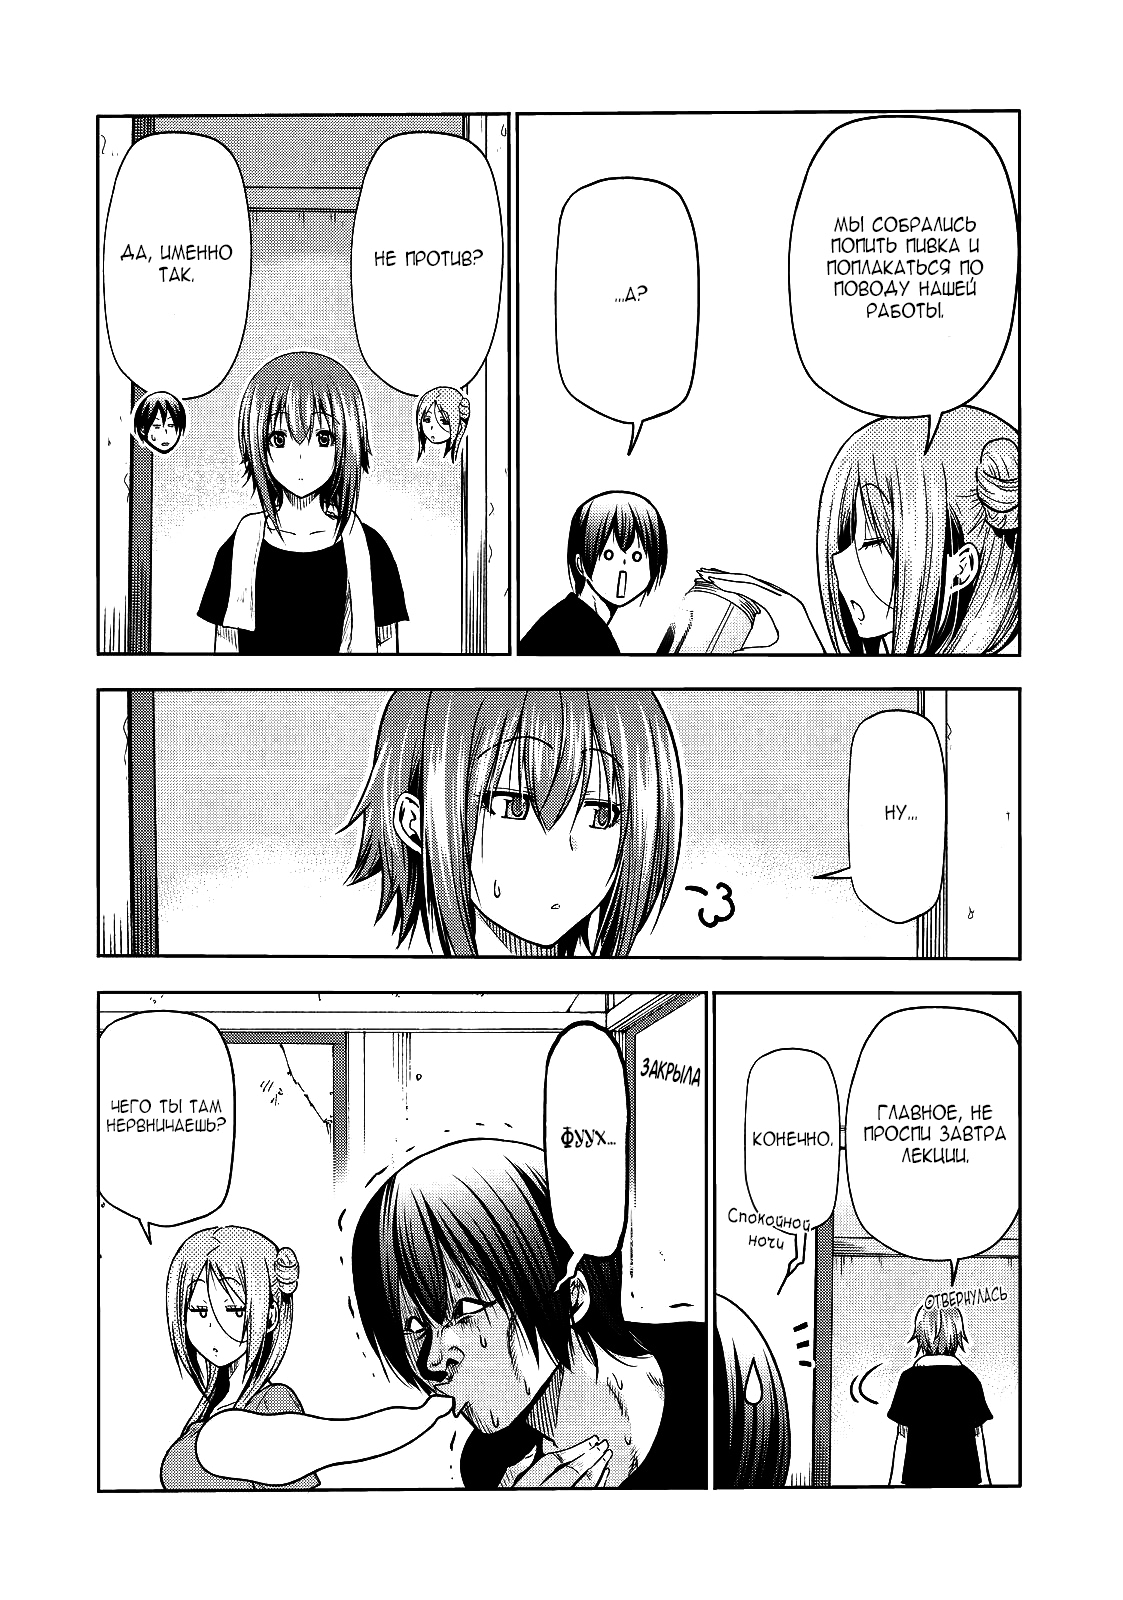 МЫ СОБРАЛИСЬ
ПОПИТЬ ПИВКА И
ПОПЛАКАТЬСЯ ПО
ПОВОДУ НАШЕЙ
РАБОТЫ.
...А?
НЕ ПРОТИВ?
ДА, ИМЕННО
ТАК.
НУ...
ГЛАВНОЕ, НЕ
ПРОСПИ ЗАВТРА
ЛЕКЦИИ.
ОТВЕРНУЛАСЬ
КОНЕЧНО.
Спокойной
ночи
ЗАКРЫЛА
ФУУХ...
ЧЕГО ТЫ ТАМ
НЕРВНИЧАЕШЬ?